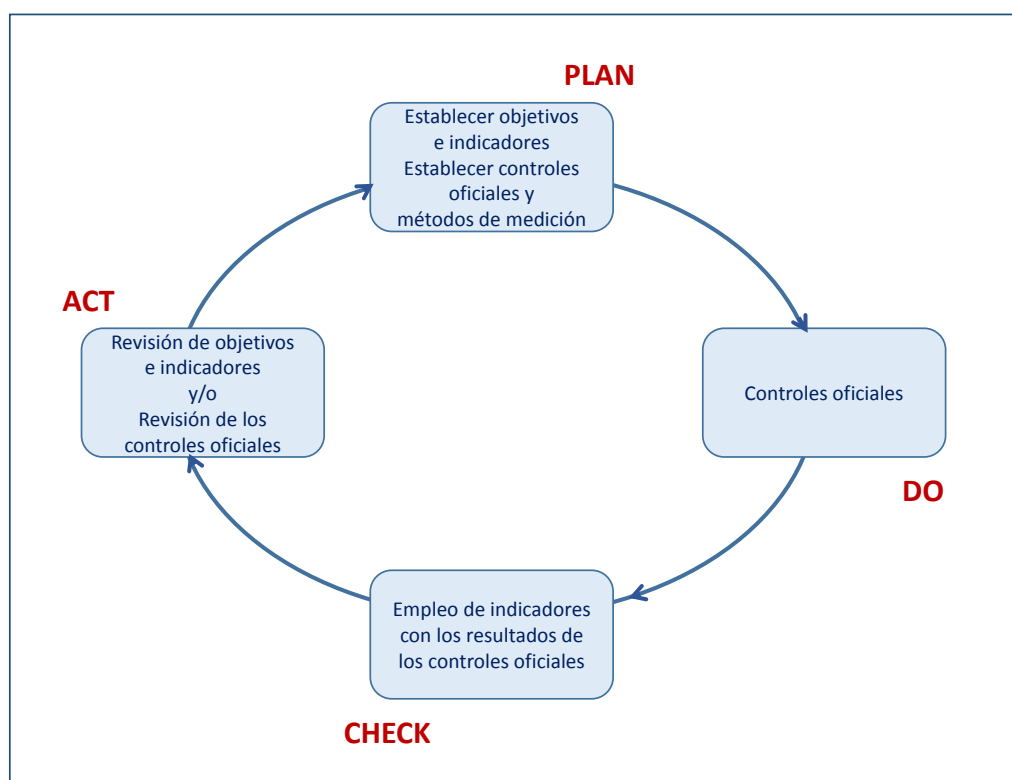 PLAN
Establecer objetivos
e indicadores
Establecer controles
oficiales y
métodos de medición
ACT
Revisión de objetivos
e indicadores
y/o
Revisión de los
controles oficiales
Controles oficiales
DO
Empleo de indicadores
con los resultados de
los controles oficiales
CHECK